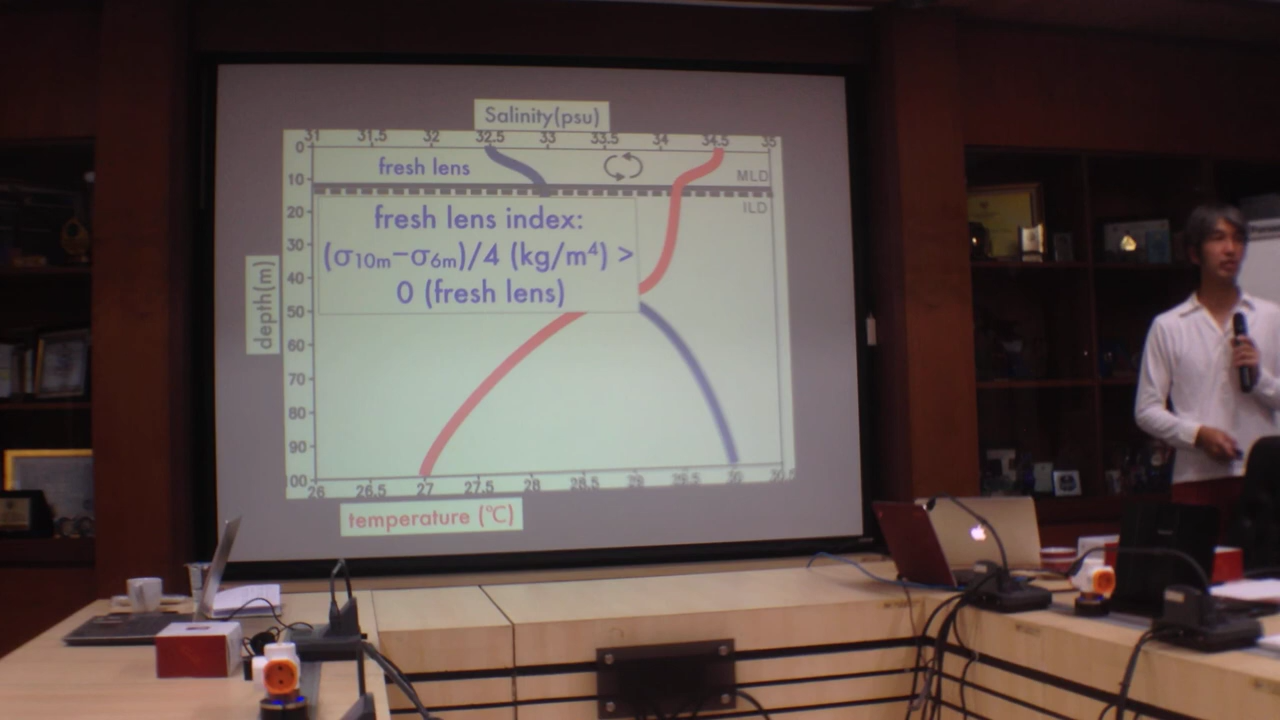 Salinity(psu)
31 31.5 32 32.5 33 33.5 34 34.5 35
0
fresh lens
MLD
10
ILD
20
fresh lens index:
30
(σ10m−σ6m)/4 (kg/m⁴) >
40
0 (fresh lens)
50
depth(m)
60
70
80
90
00
26 26.5 27 27.5 28 28.5 29 29.5 30 30.5
temperature (℃)